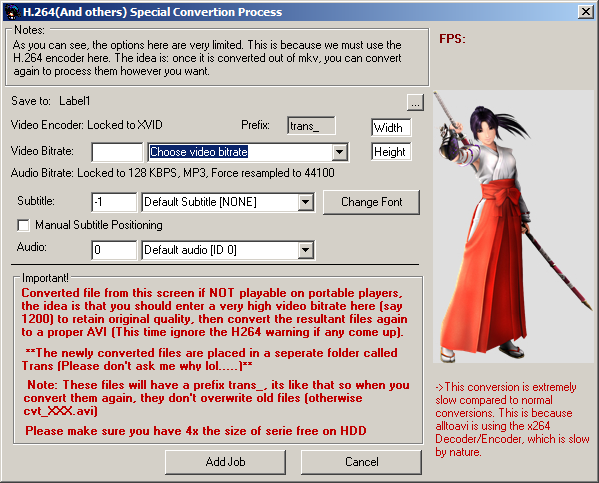 H.264(And others) Special Convertion Process
Notes:
As you can see, the options here are very limited. This is because we must use the
H.264 encoder here. The idea is: once it is converted out of mkv, you can convert
again to process them however you want.
FPS:
Save to: Label1
...
Video Encoder: Locked to XVID
Prefix:
trans_
Width
Video Bitrate:
Choose video bitrate
Height
Audio Bitrate: Locked to 128 KBPS, MP3, Force resampled to 44100
Subtitle:
-1
Default Subtitle [NONE]
Change Font
Manual Subtitle Positioning
Audio:
0
Default audio [ID 0]
Important!
Converted file from this screen if NOT playable on portable players,
the idea is that you should enter a very high video bitrate here (say
1200) to retain original quality, then convert the resultant files again
to a proper AVI (This time ignore the H264 warning if any come up).
**The newly converted files are placed in a seperate folder called
Trans (Please don't ask me why lol.....)**
Note: These files will have a prefix trans_, its like that so when you
convert them again, they don't overwrite old files (otherwise
cvt_XXX.avi)
Please make sure you have 4x the size of serie free on HDD
->This conversion is extremely
slow compared to normal
conversions. This is because
alltoavi is using the x264
Decoder/Encoder, which is slow
by nature.
Add Job
Cancel